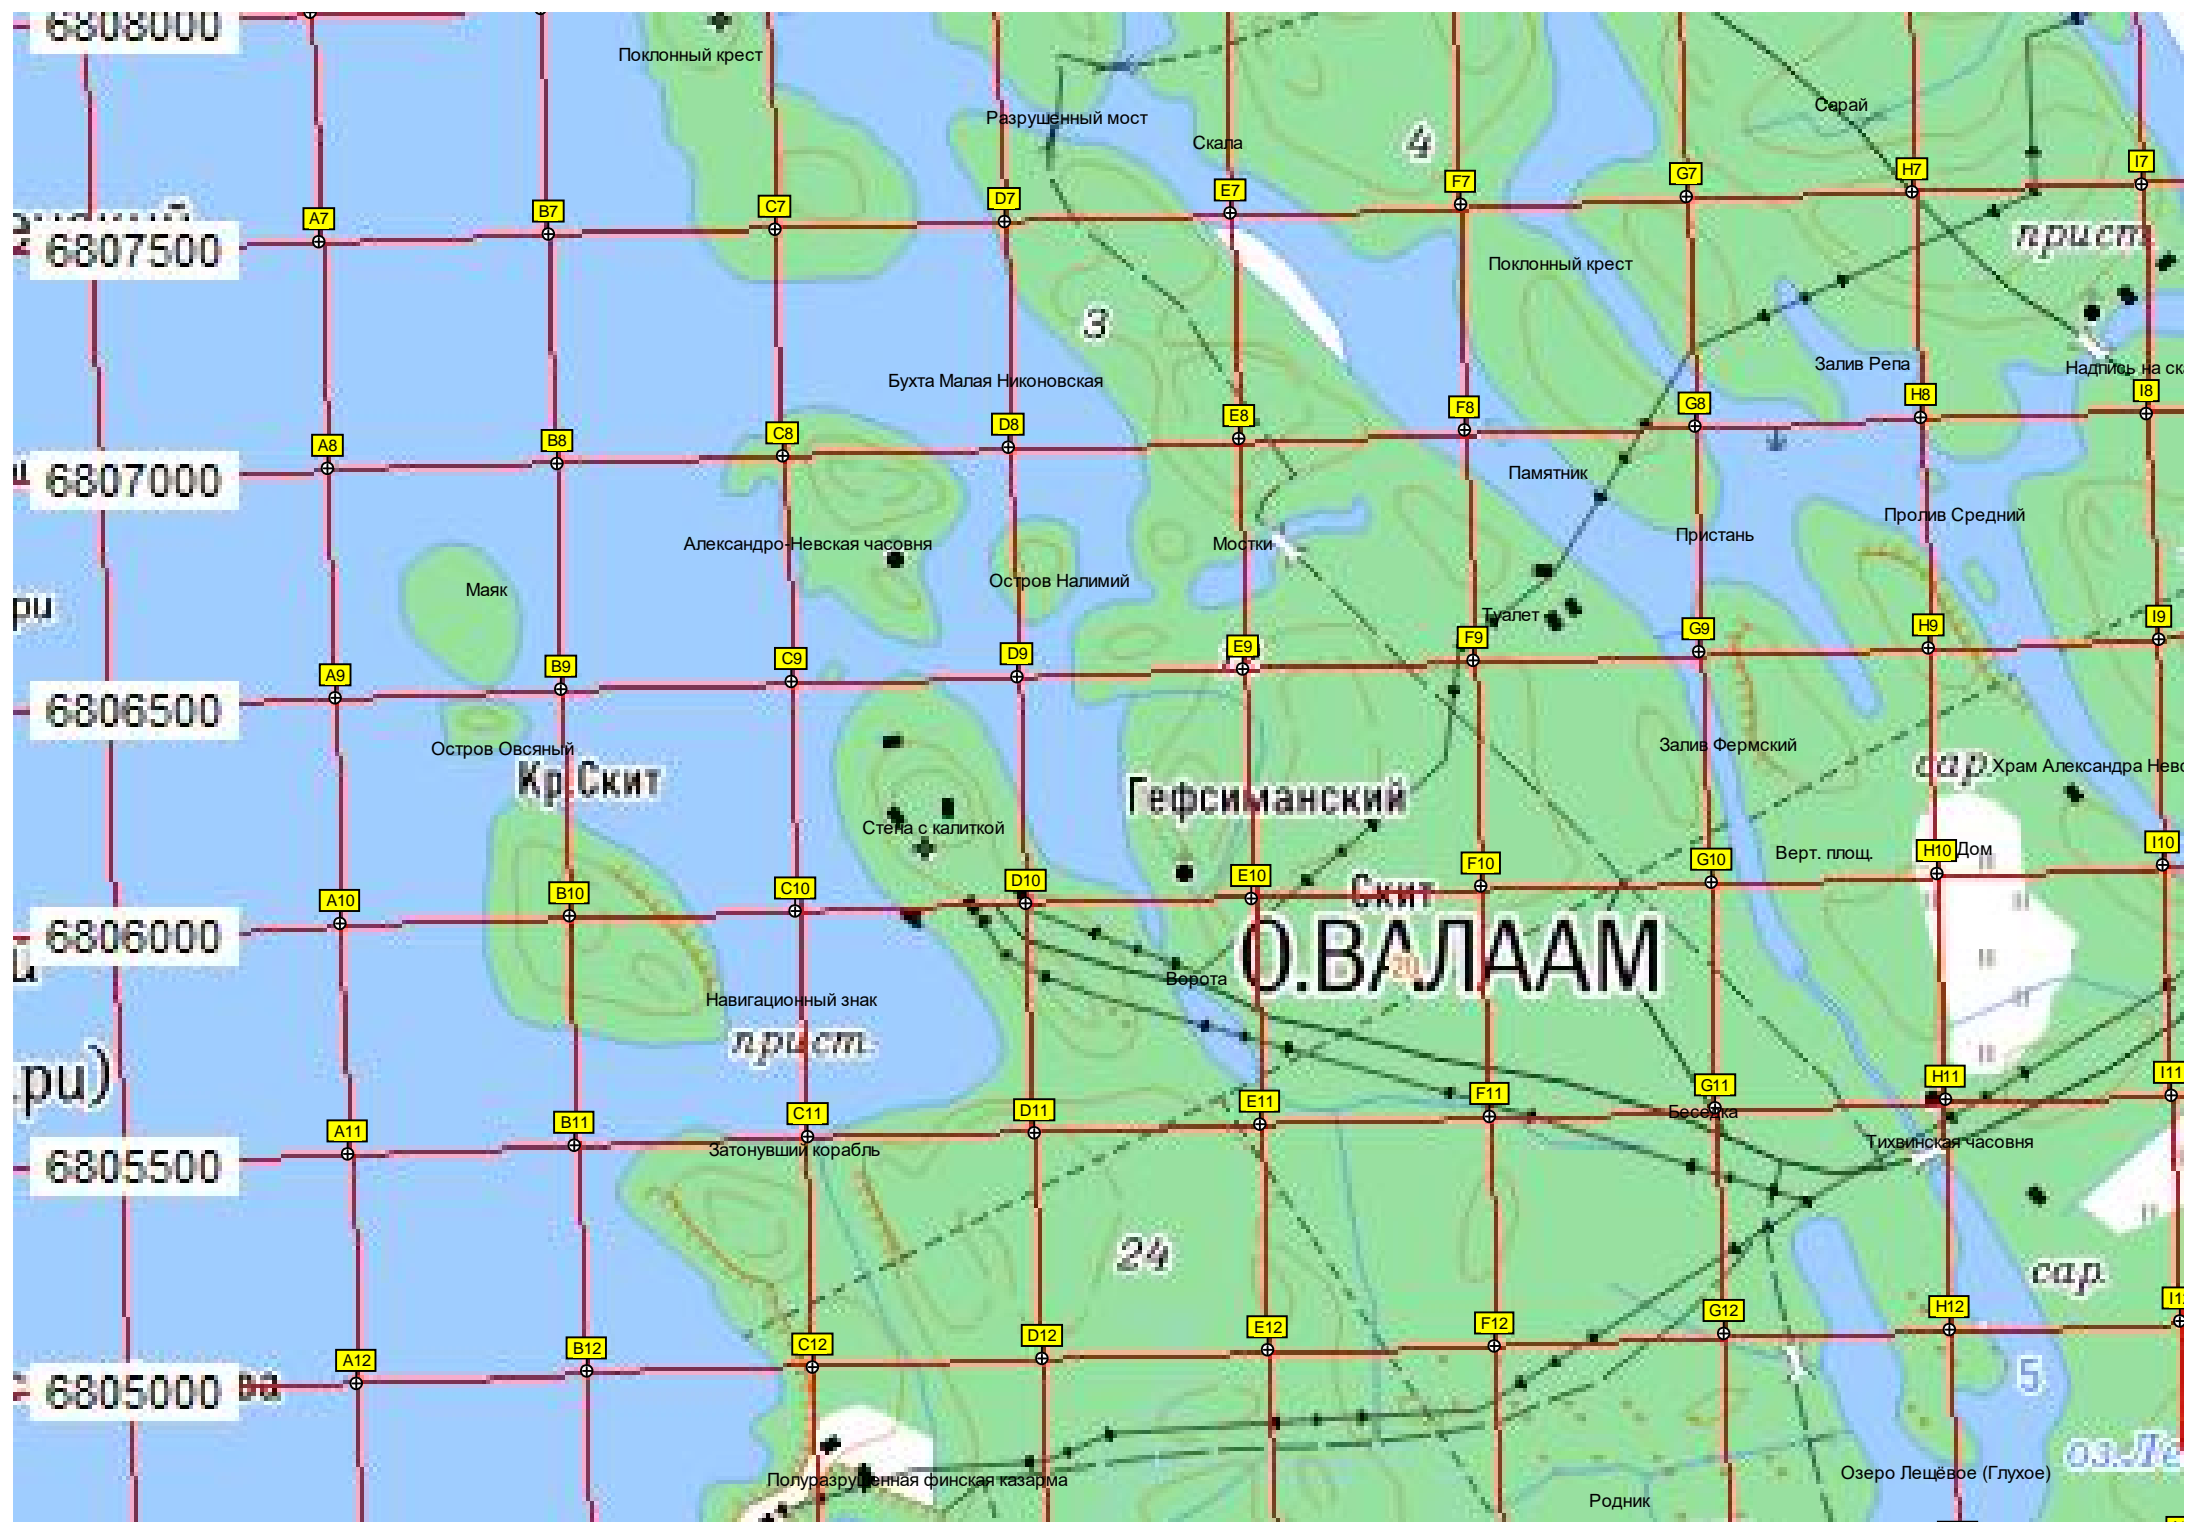 6808000
Поклонный крест
Сарай
Разрушенный мост
Скала
4
A7
B7
C7
D7
E7
F7
G7
H7
I7
6807500
прист.
Поклонный крест
3
Залив Репа
Надпись на ск
Бухта Малая Никоновская
A8
B8
C8
D8
E8
F8
G8
H8
I8
6807000
Памятник
Пролив Средний
Пристань
Александро-Невская часовня
Мостки
Остров Налимий
Маяк
ри
Туалет
A9
B9
C9
D9
E9
F9
G9
H9
I9
6806500
Остров Овсяный
Залив Фермский
Кр.Скит
сар.
Храм Александра Невс
Гефсиманский
Стена с калиткой
Верт. площ.
Дом
A10
B10
C10
D10
E10
F10
G10
H10
I10
Скит
6806000
О.ВАЛААМ
20
Ворота
Навигационный знак
прист.
.ри)
A11
B11
C11
D11
E11
F11
G11
H11
I11
Беседка
6805500
Затонувший корабль
Тихвинская часовня
24
сар.
A12
B12
C12
D12
E12
F12
G12
H12
I1
6805000
ва
5
оз.Ле
Полуразрушенная финская казарма
Озеро Лещёвое (Глухое)
Родник